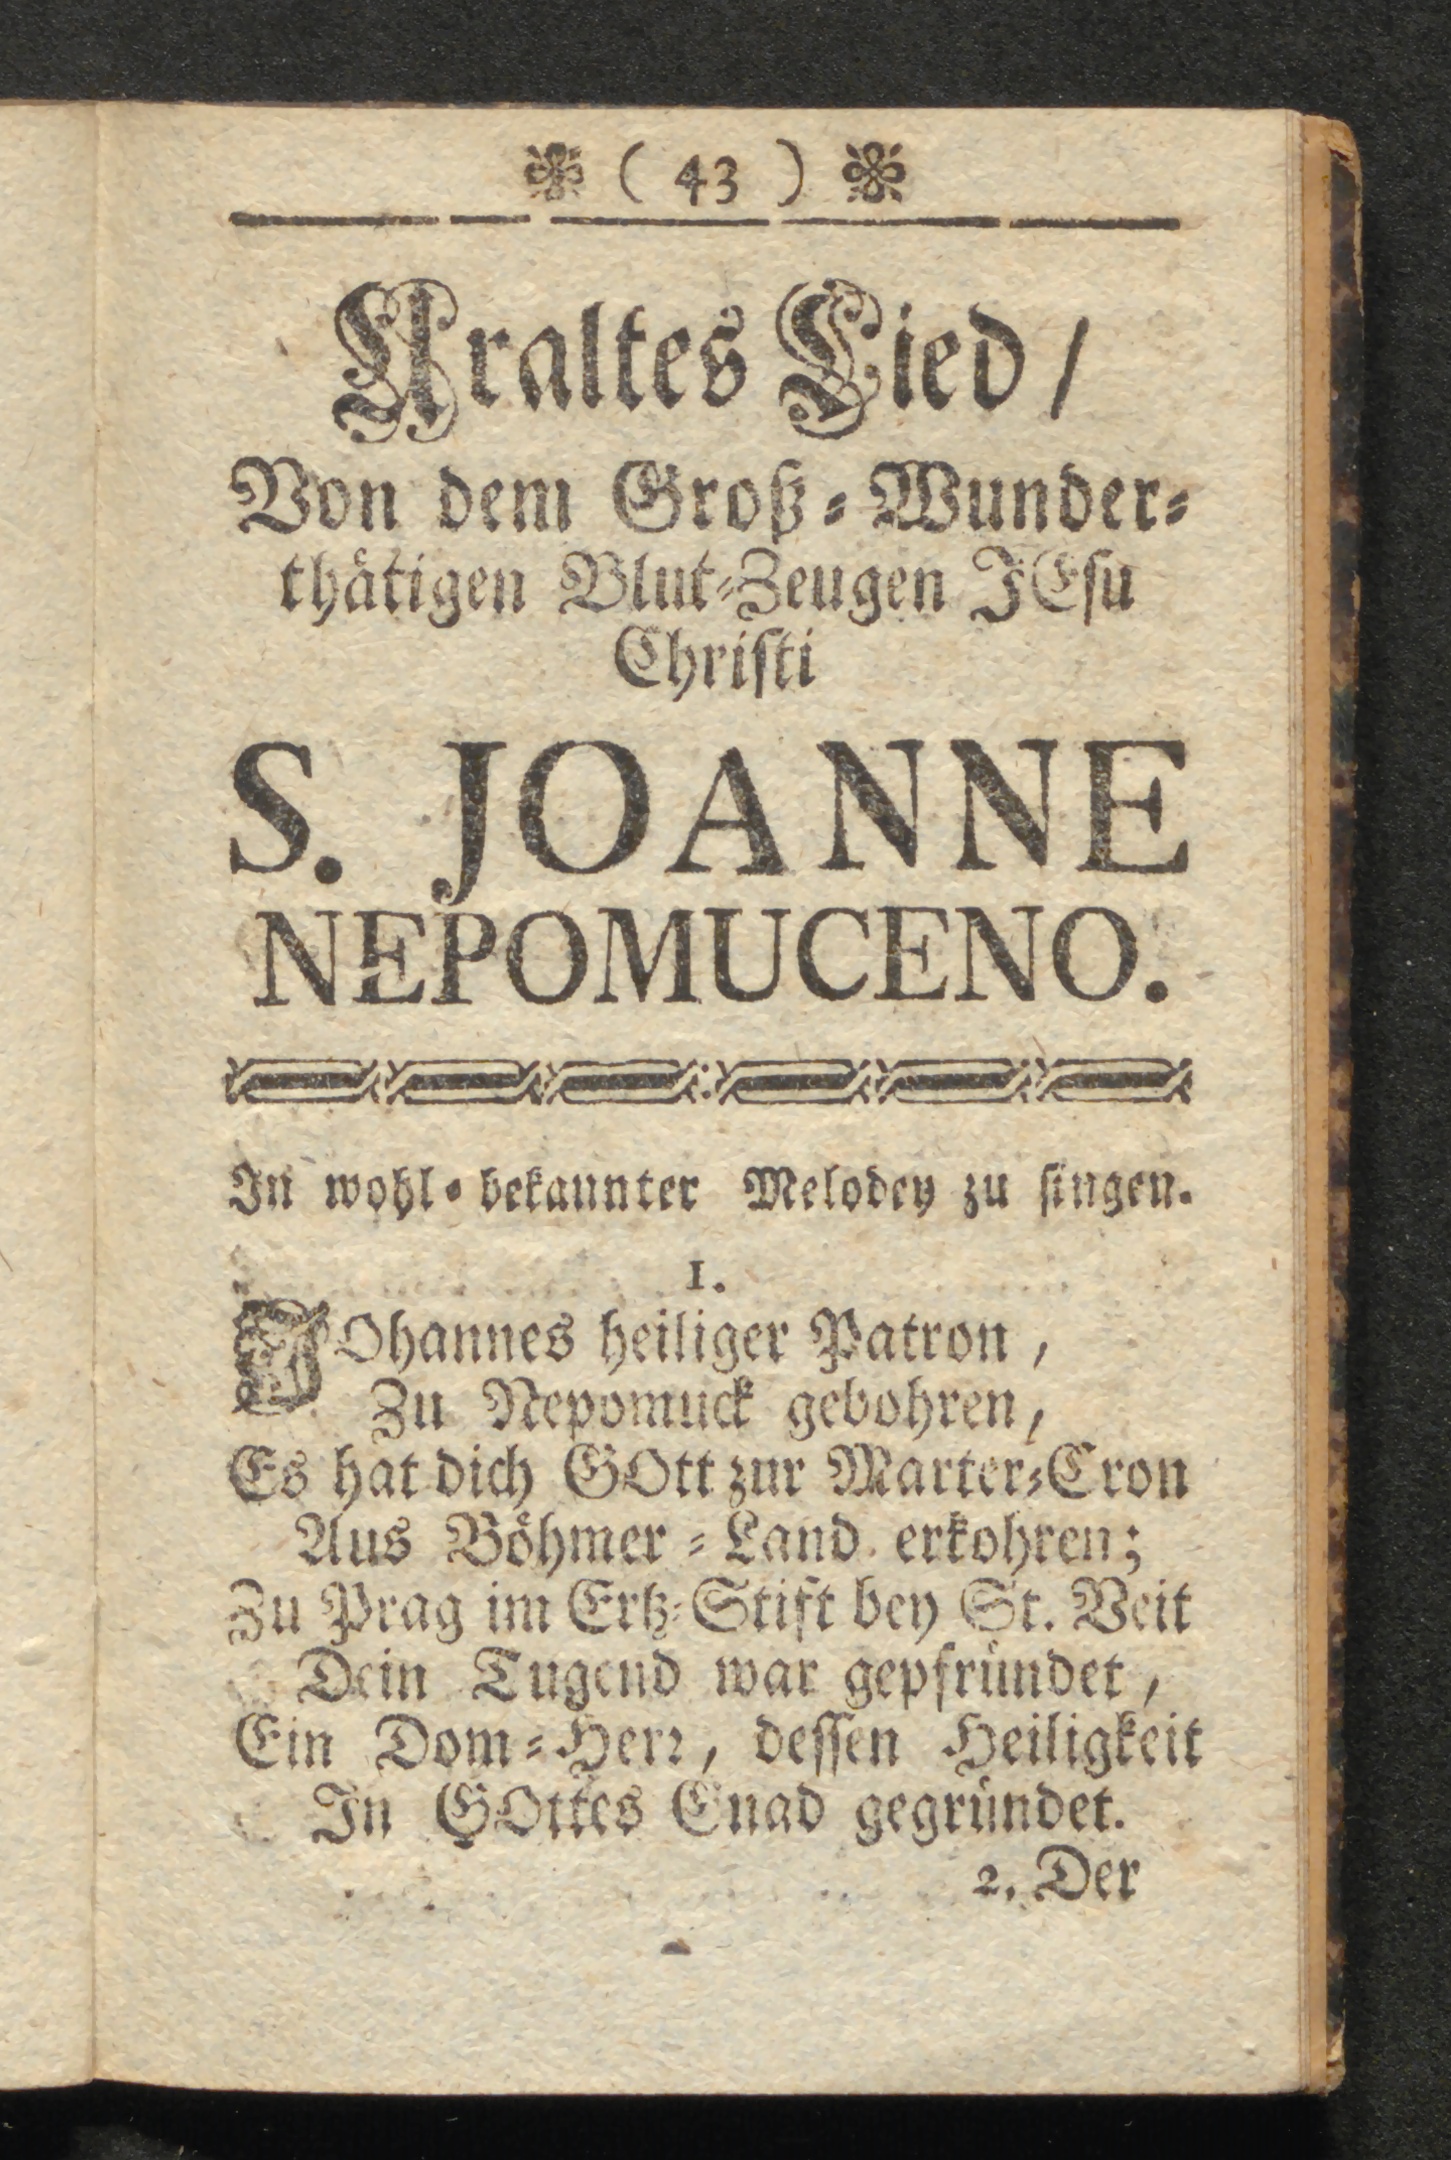 ( 43 )
Uraltes Lied /
Von dem Groß-Wunder-
thätigen Blut-Zeugen JEsu
Christi
S. JOANNE
NEPOMUCENO.
In wohl-bekannter Melodey zu singen.
1.
JOhannes heiliger Patron,
Zu Nepomuck gebohren,
Es hat dich GOtt zur Marter-Cron
Aus Böhmer-Land erkohren;
Zu Prag im Ertz-Stift bey St. Veit
Dein Tugend war gepfründet,
Ein Dom-Herr, dessen Heiligkeit
In GOttes Gnad gegründet.
2. Der